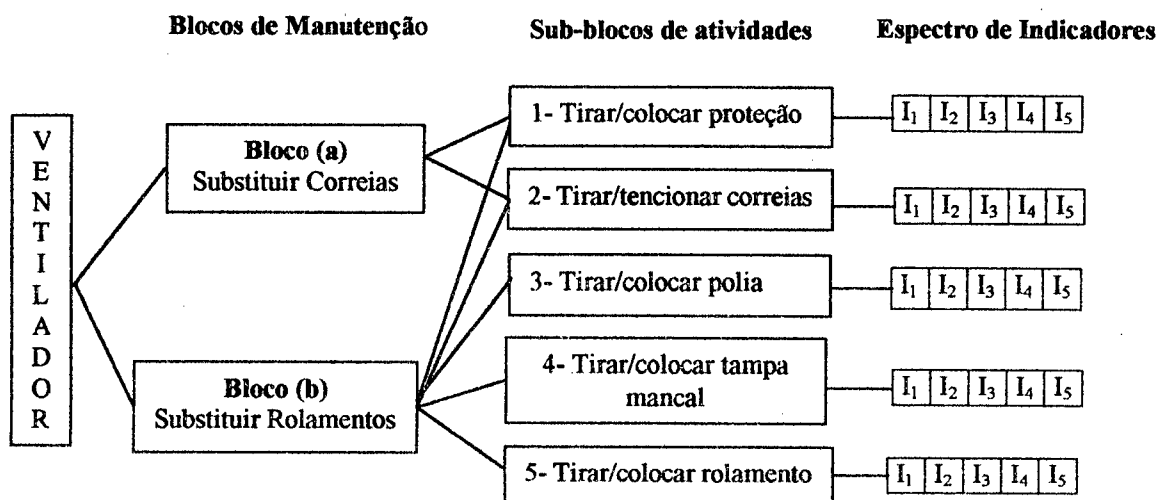 Blocos de Manutenção
Sub-blocos de atividades
Espectro de Indicadores
VENTILADOR
Bloco (a)
Substituir Correias
Bloco (b)
Substituir Rolamentos
1- Tirar/colocar proteção
2- Tirar/tencionar correias
3- Tirar/colocar polia
4- Tirar/colocar tampa
mancal
5- Tirar/colocar rolamento
I₁ I₂ I₃ I₄ I₅
I₁ I₂ I₃ I₄ I₅
I₁ I₂ I₃ I₄ I₅
I₁ I₂ I₃ I₄ I₅
I₁ I₂ I₃ I₄ I₅